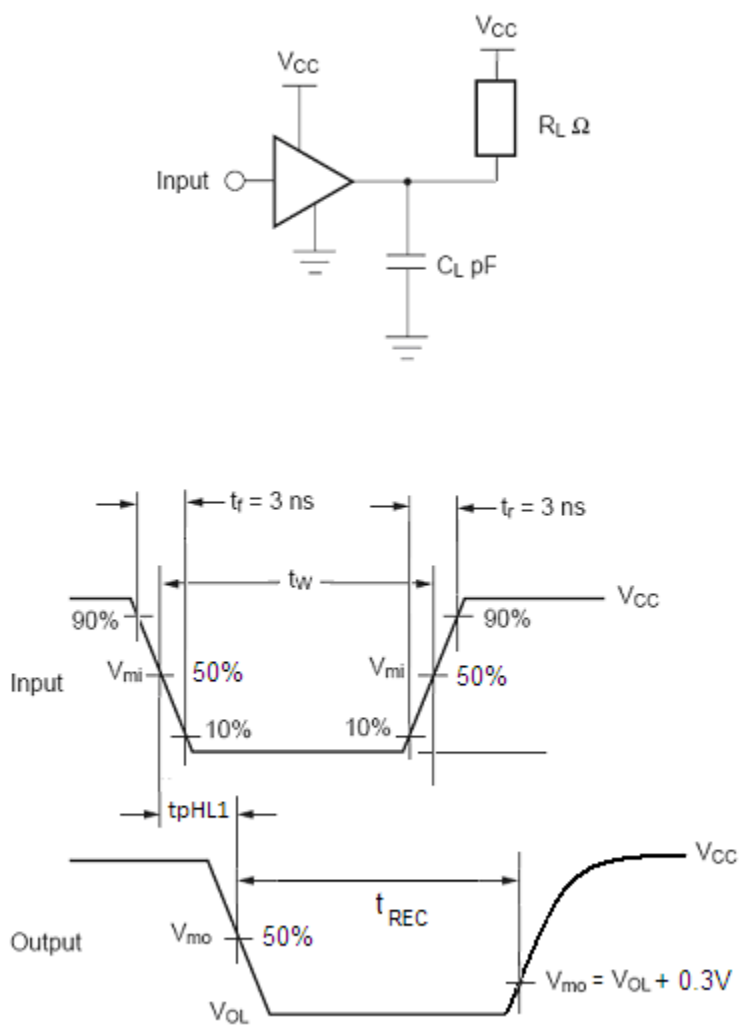 VCC
VCC
RL Ω
Input
CL pF
tf = 3 ns
tr = 3 ns
tW
VCC
90%
90%
Vmi
50%
Vmi
50%
Input
10%
10%
tpHL1
VCC
tREC
Output
Vmo
50%
Vmo = VOL + 0.3V
VOL